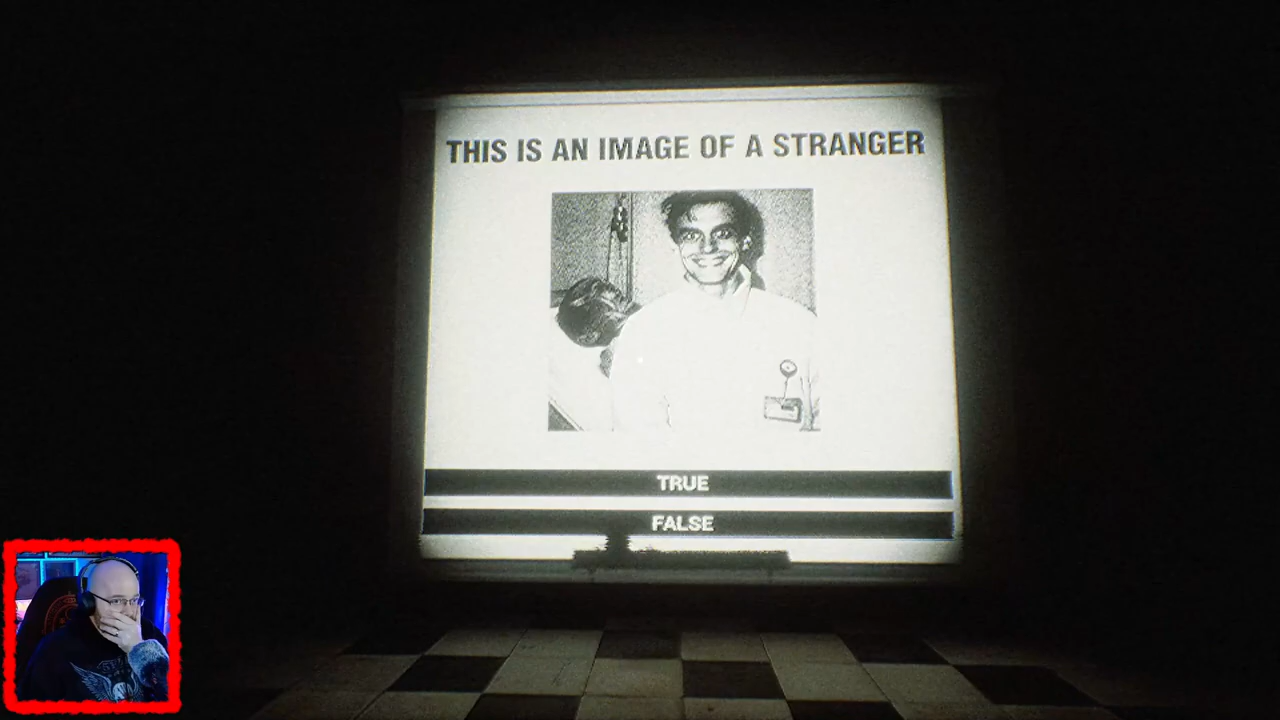 THIS IS AN IMAGE OF A STRANGER
TRUE
FALSE